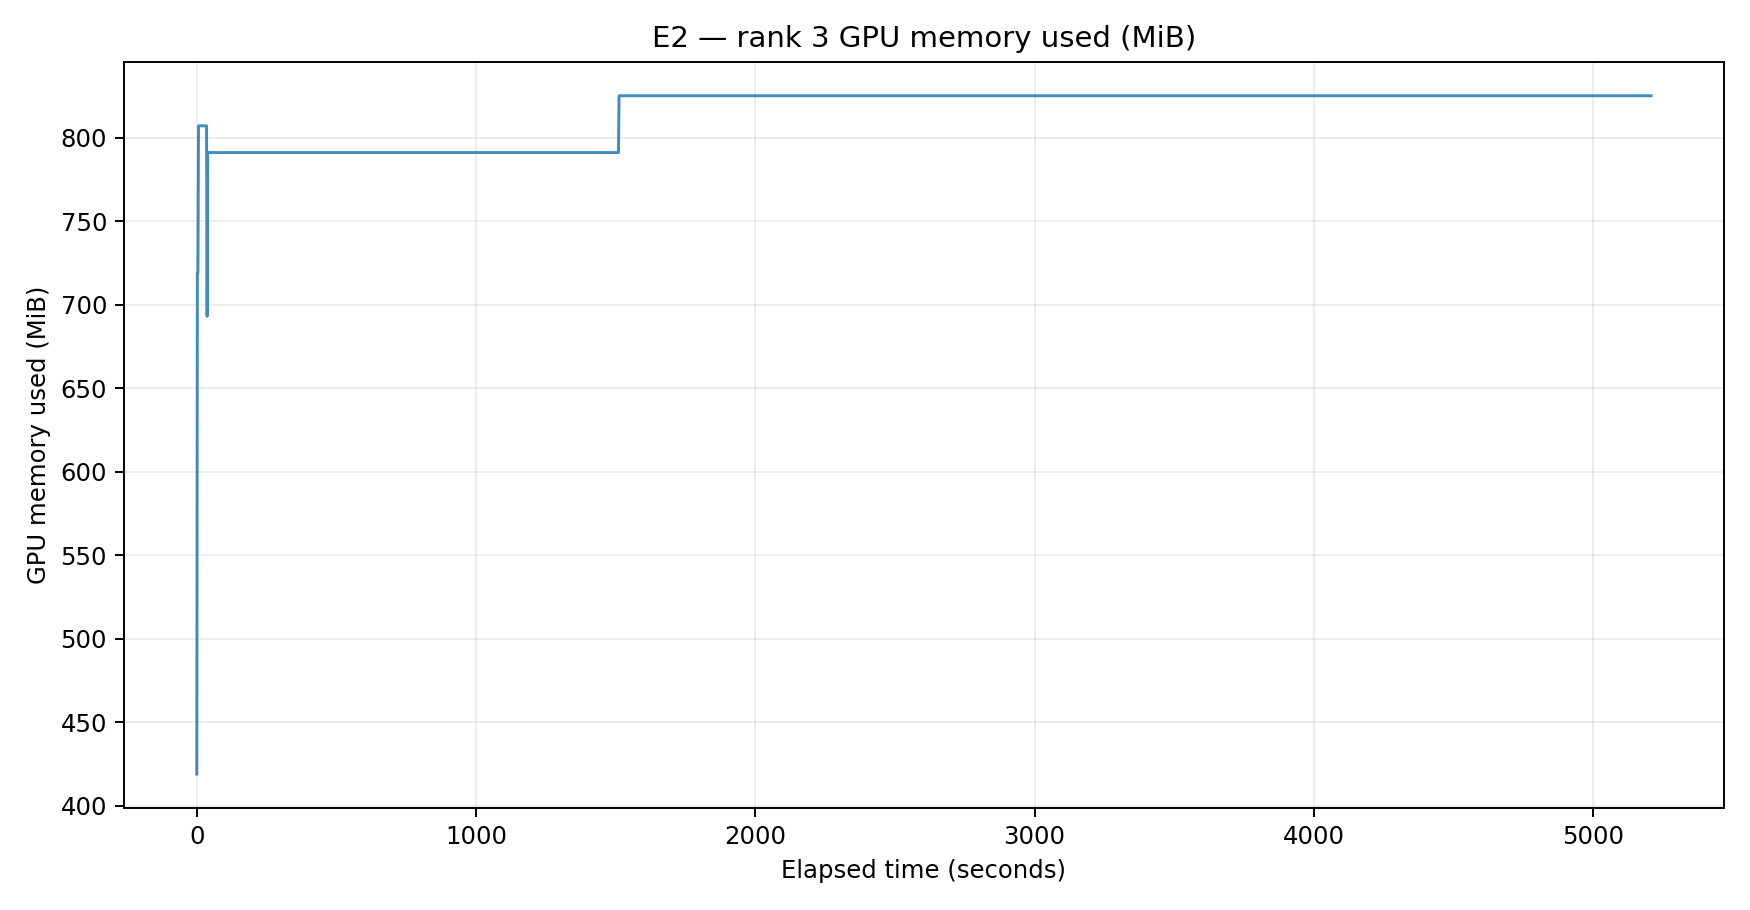 E2 — rank 3 GPU memory used (MiB)
GPU memory used (MiB)
800
750
700
650
600
550
500
450
400
0 1000 2000 3000 4000 5000
Elapsed time (seconds)